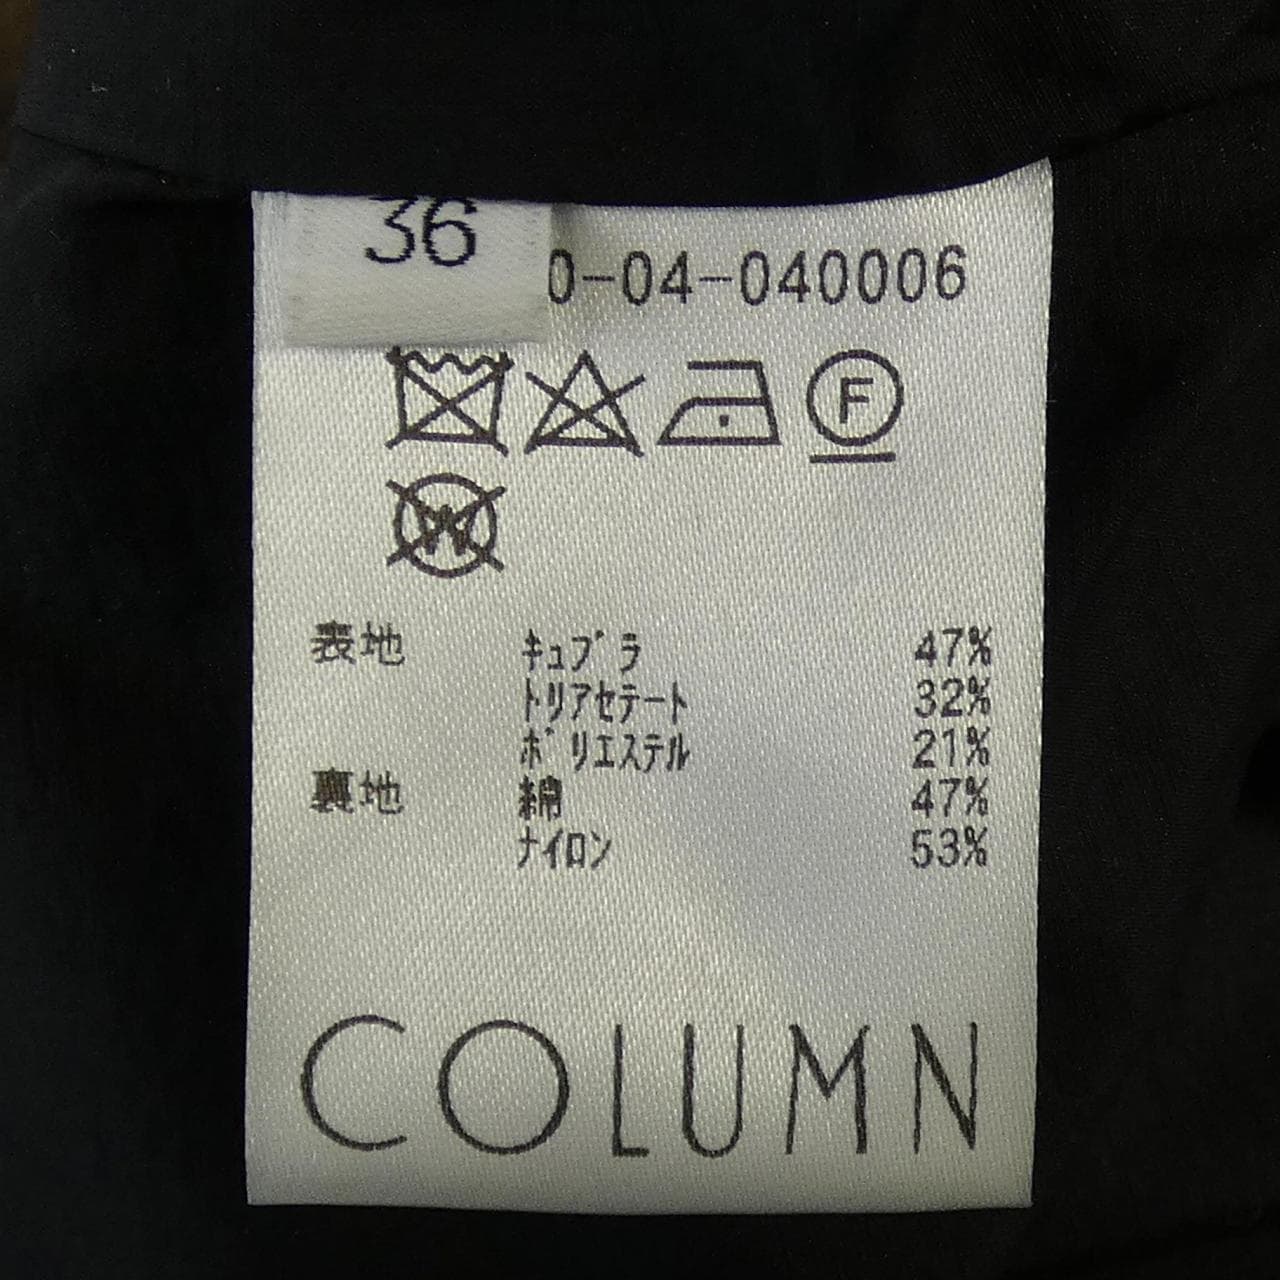 36
0-04-040006
F
W
表地 キュプラ 47%
トリアセテート 32%
ポリエステル 21%
裏地 綿 47%
ナイロン 53%
COLUMN